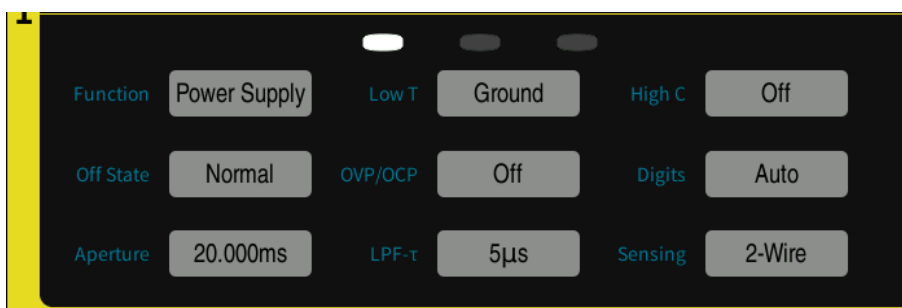 1
Function Power Supply Low T Ground High C Off
Off State Normal OVP/OCP Off Digits Auto
Aperture 20.000ms LPF-τ 5µs Sensing 2-Wire